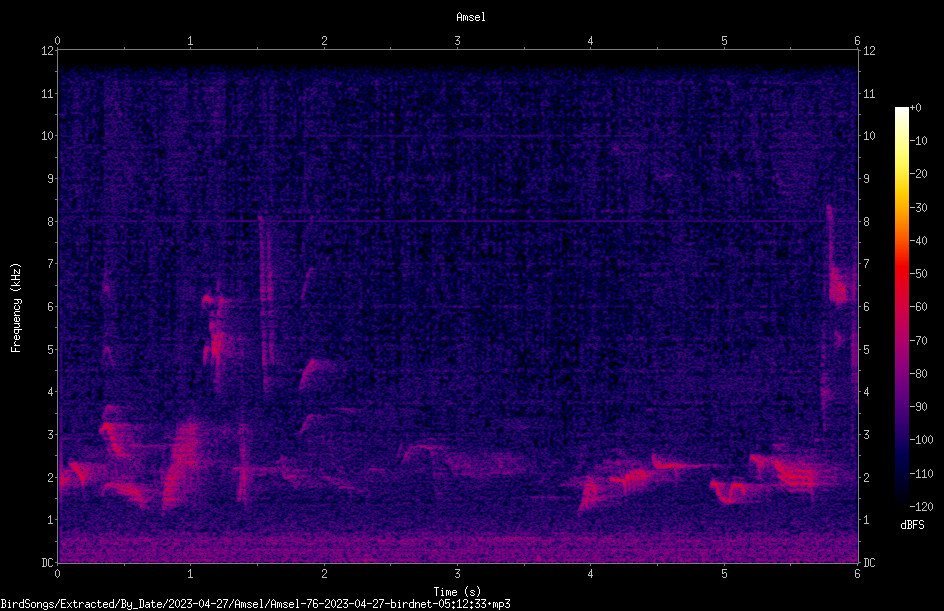 Amsel
0 1 2 3 4 5 6
12 12 +0
11 11 -10
10 10 -20
9 9 -30
8 8 -40
7 7 -50
Frequency (kHz)
6 6 -60
5 5 -70
4 4 -80
3 3 -90
2 2 -100
1 1 -110
DC DC -120
dBFS
0 1 2 3 4 5 6
Time (s)
BirdSongs/Extracted/By_Date/2023-04-27/Amsel/Amsel-76-2023-04-27-birdnet-05:12:33.mp3